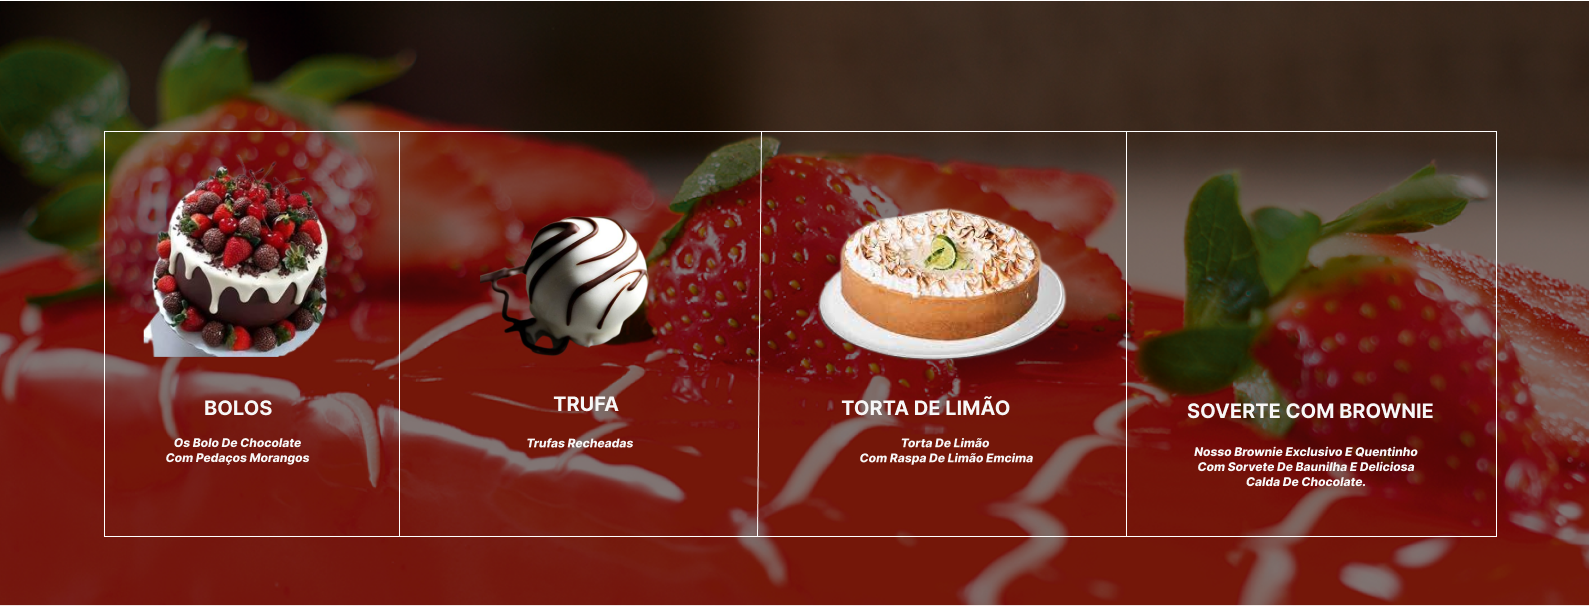 BOLOS
Os Bolo De Chocolate
Com Pedaços Morangos
TRUFA
Trufas Recheadas
TORTA DE LIMÃO
Torta De Limão
Com Raspa De Limão Emcima
SOVERTE COM BROWNIE
Nosso Brownie Exclusivo E Quentinho
Com Sorvete De Baunilha E Deliciosa
Calda De Chocolate.